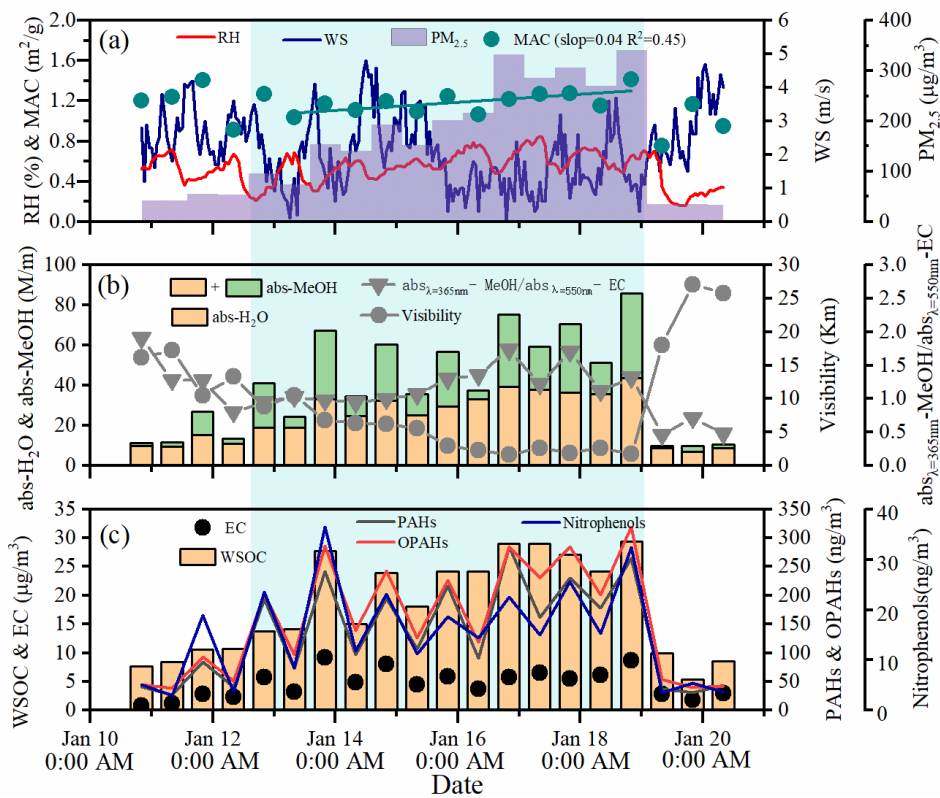 (a)
RH
WS
PM2.5
MAC (slop=0.04 R²=0.45)
RH (%) & MAC (m²/g)
2.0
1.6
1.2
0.8
0.4
0.0
6
5
4
3
2
1
0
WS (m/s)
400
300
200
100
0
PM2.5 (μg/m³)
(b)
+ abs-MeOH
abs-H2O
absλ=365nm- MeOH/absλ=550nm- EC
Visibility
abs-H2O & abs-MeOH (M/m)
100
80
60
40
20
0
30
25
20
15
10
5
0
Visibility (Km)
3.0
2.5
2.0
1.5
1.0
0.5
0.0
absλ=365nm-MeOH/absλ=550nm-EC
(c)
EC
WSOC
PAHs
OPAHs
Nitrophenols
WSOC & EC (μg/m³)
35
30
25
20
15
10
5
0
350
300
250
200
150
100
50
0
PAHs & OPAHs (ng/m³)
40
30
20
10
0
Nitrophenols(ng/m³)
Jan 10 Jan 12 Jan 14 Jan 16 Jan 18 Jan 20
0:00 AM 0:00 AM 0:00 AM 0:00 AM 0:00 AM 0:00 AM
Date